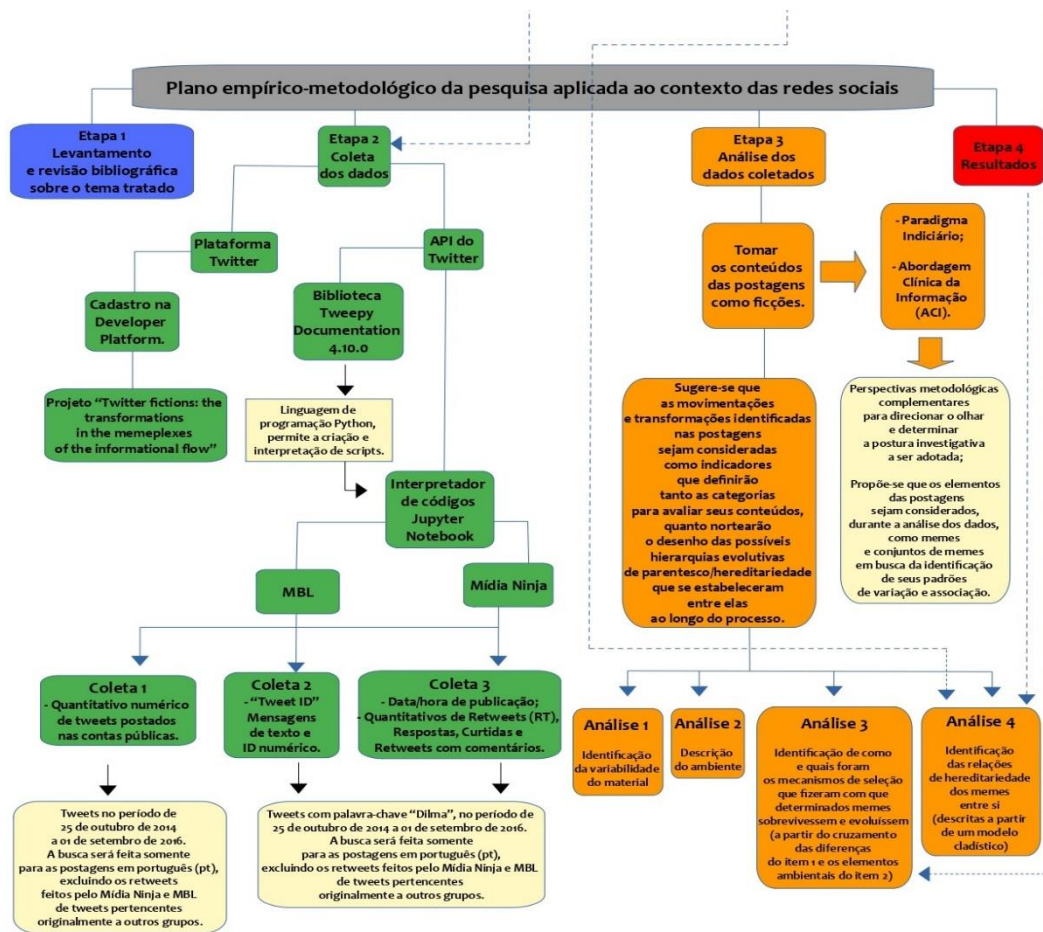 Plano empírico-metodológico da pesquisa aplicada ao contexto das redes sociais
Etapa 1
Levantamento
e revisão bibliográfica
sobre o tema tratado
Etapa 2
Coleta
dos dados
Plataforma
Twitter
API do
Twitter
Cadastro na
Developer
Platform.
Biblioteca
Tweepy
Documentation
4.10.0
Projeto “Twitter fictions: the
transformations
in the memeplexes
of the informational flow”
Linguagem de
programação Python,
permite a criação e
interpretação de scripts.
Interpretador
de códigos
Jupyter
Notebook
MBL
Mídia Ninja
Coleta 1
- Quantitativo numérico
de tweets postados
nas contas públicas.
Coleta 2
- “Tweet ID”
Mensagens
de texto e
ID numérico.
Coleta 3
- Data/hora de publicação;
- Quantitativos de Retweets (RT),
Respostas, Curtidas e
Retweets com comentários.
Tweets no período de
25 de outubro de 2014
a 01 de setembro de 2016.
A busca será feita somente
para as postagens em português (pt),
excluindo os retweets
feitos pelo Mídia Ninja e MBL
de tweets pertencentes
originalmente a outros grupos.
Tweets com palavra-chave “Dilma”, no período de
25 de outubro de 2014 a 01 de setembro de 2016.
A busca será feita somente
para as postagens em português (pt),
excluindo os retweets feitos pelo Mídia Ninja e MBL
de tweets pertencentes
originalmente a outros grupos.
Etapa 3
Análise dos
dados coletados
Tomar
os conteúdos
das postagens
como ficções.
- Paradigma
Indiciário;
- Abordagem
Clínica da
Informação
(ACI).
Sugere-se que
as movimentações
e transformações identificadas
nas postagens
sejam consideradas
como indicadores
que definirão
tanto as categorias
para avaliar seus conteúdos,
quanto nortearão
o desenho das possíveis
hierarquias evolutivas
de parentesco/hereditariedade
que se estabeleceram
entre elas
ao longo do processo.
Perspectivas metodológicas
complementares
para direcionar o olhar
e determinar
a postura investigativa
a ser adotada;
Propõe-se que os elementos
das postagens
sejam considerados,
durante a análise dos dados,
como memes
e conjuntos de memes
em busca da identificação
de seus padrões
de variação e associação.
Análise 1
Identificação
da variabilidade
do material
Análise 2
Descrição
do ambiente
Análise 3
Identificação de como
e quais foram
os mecanismos de seleção
que fizeram com que
determinados memes
sobrevivessem e evoluíssem
(a partir do cruzamento
das diferenças
do item 1 e os elementos
ambientais do item 2)
Análise 4
Identificação
das relações
de hereditariedade
dos memes
entre si
(descritas a partir
de um modelo
cladístico)
Etapa 4
Resultados